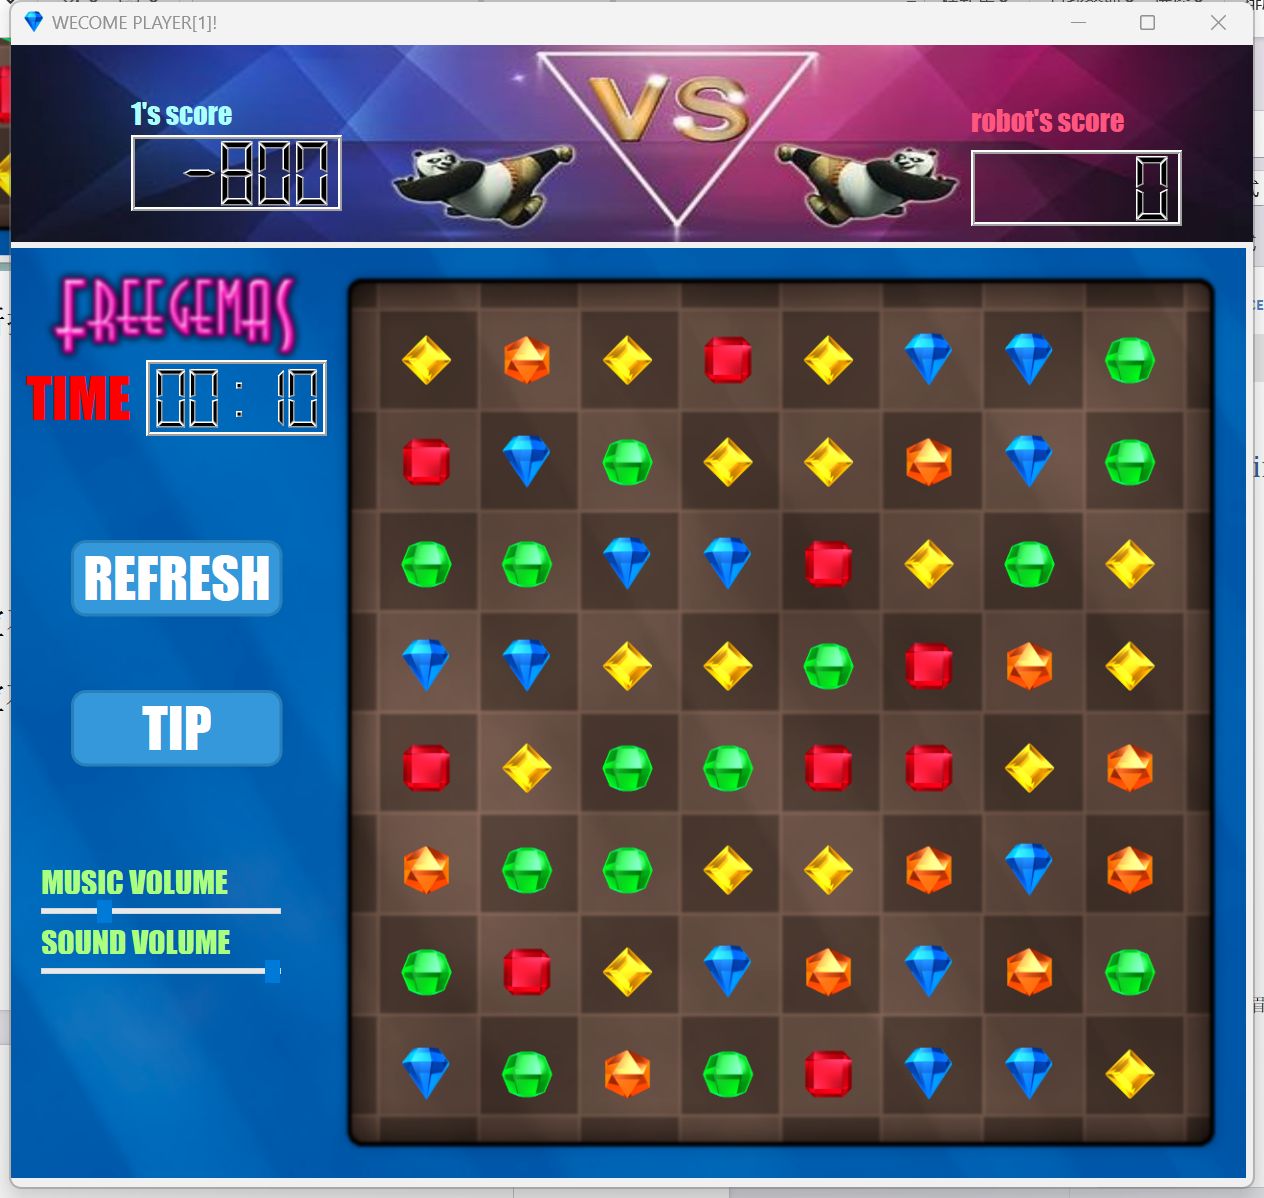 WECOME PLAYER[1]!
VS
1's score
-800
robot's score
0
FREEGEMAS
TIME
00:10
REFRESH
TIP
MUSIC VOLUME
SOUND VOLUME